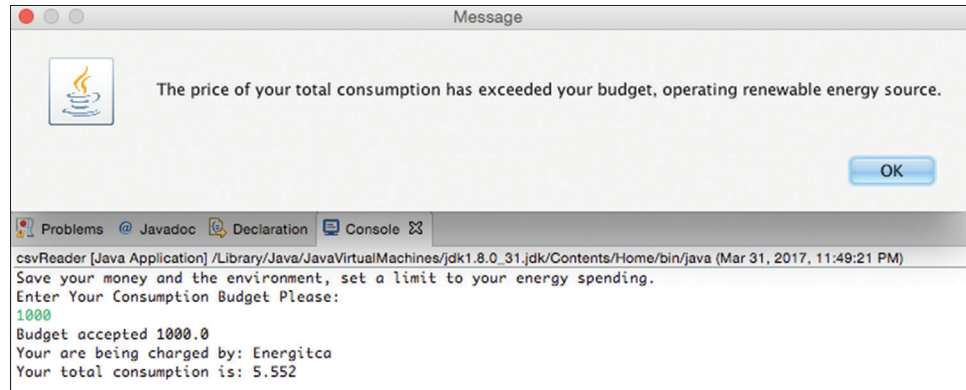 Message
The price of your total consumption has exceeded your budget, operating renewable energy source.
OK
Problems @ Javadoc Declaration Console
csvReader [Java Application] /Library/Java/JavaVirtualMachines/jdk1.8.0_31.jdk/Contents/Home/bin/java (Mar 31, 2017, 11:49:21 PM)
Save your money and the environment, set a limit to your energy spending.
Enter Your Consumption Budget Please:
1000
Budget accepted 1000.0
Your are being charged by: Energitca
Your total consumption is: 5.552